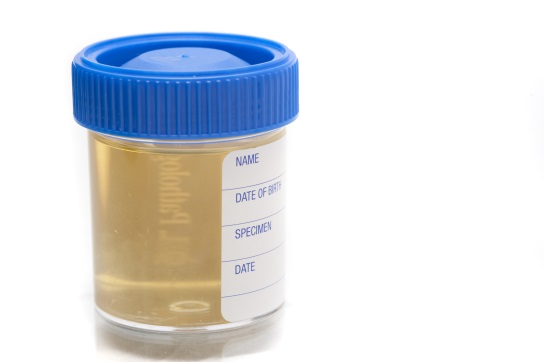 NAME
DATE OF BIRTH
SPECIMEN
DATE